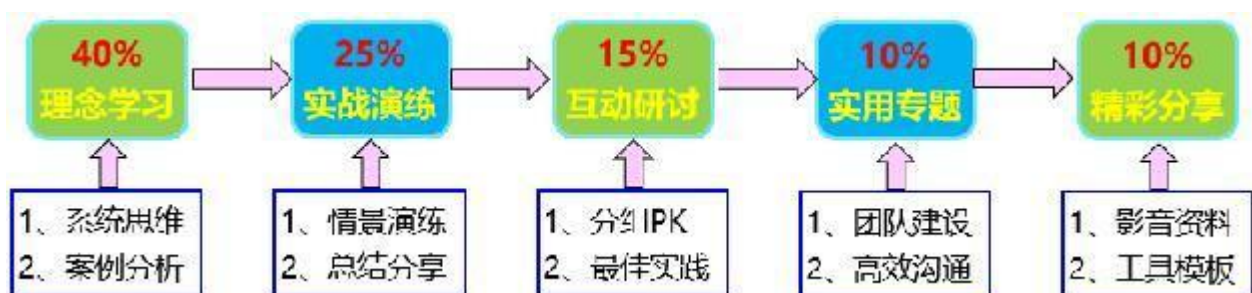 40%
理念学习
25%
实战演练
15%
互动研讨
10%
实用专题
10%
精彩分享
1、系统思维
2、案例分析
1、情景演练
2、总结分享
1、分组PK
2、最佳实践
1、团队建设
2、高效沟通
1、影音资料
2、工具模板